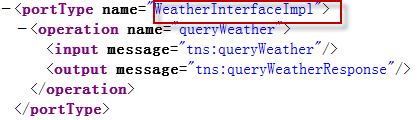 −<portType name="WeatherInterfaceImpl">
−<operation name="queryWeather">
<input message="tns:queryWeather"/>
<output message="tns:queryWeatherResponse"/>
</operation>
</portType>